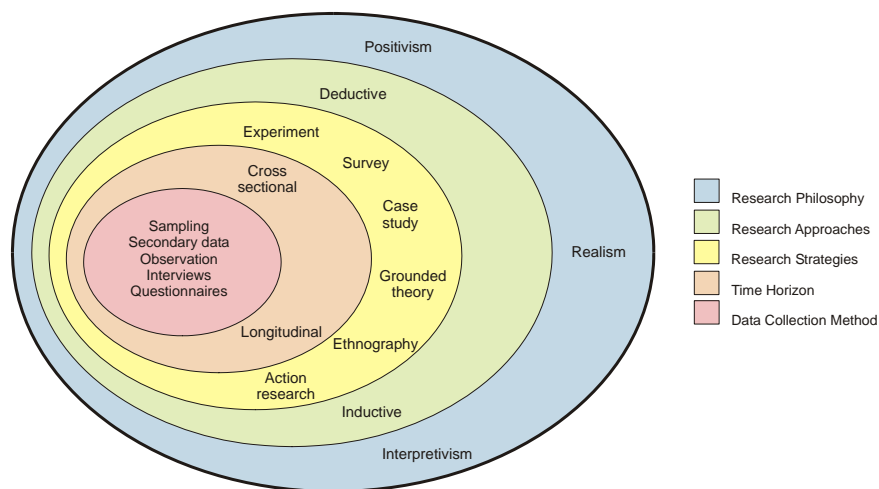 Positivism
Deductive
Experiment
Survey
Cross
sectional
Case
study
Sampling
Secondary data
Observation
Interviews
Questionnaires
Realism
Grounded
theory
Longitudinal
Ethnography
Action
research
Inductive
Interpretivism
Research Philosophy
Research Approaches
Research Strategies
Time Horizon
Data Collection Method